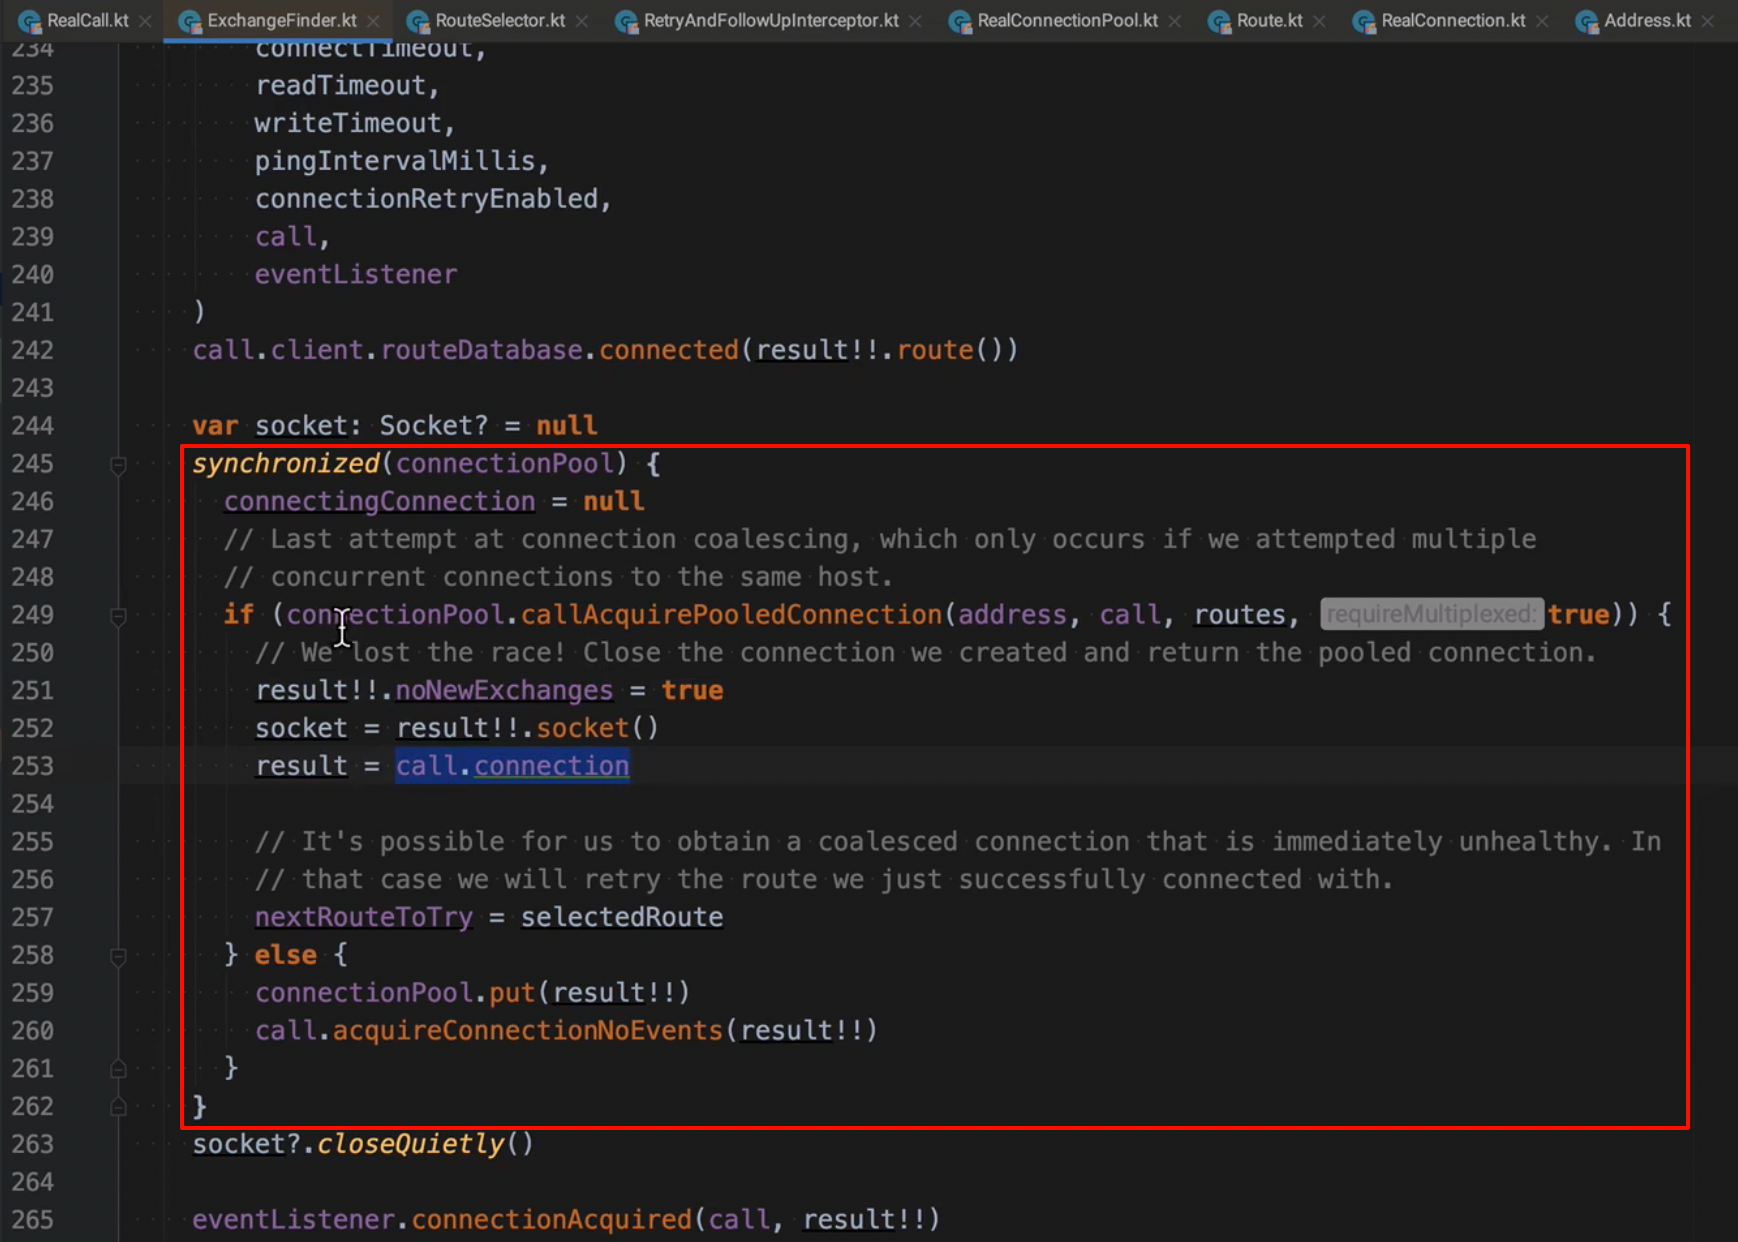 RealCall.kt ExchangeFinder.kt RouteSelector.kt RetryAndFollowUpInterceptor.kt RealConnectionPool.kt Route.kt RealConnection.kt Address.kt
234 connectTimeout,
235 readTimeout,
236 writeTimeout,
237 pingIntervalMillis,
238 connectionRetryEnabled,
239 call,
240 eventListener
241 )
242 call.client.routeDatabase.connected(result!!.route())
243
244 var socket: Socket? = null
245 synchronized(connectionPool) {
246 connectingConnection = null
247 // Last attempt at connection coalescing, which only occurs if we attempted multiple
248 // concurrent connections to the same host.
249 if (connectionPool.callAcquirePooledConnection(address, call, routes, requireMultiplexed: true)) {
250 // We lost the race! Close the connection we created and return the pooled connection.
251 result!!.noNewExchanges = true
252 socket = result!!.socket()
253 result = call.connection
254
255 // It's possible for us to obtain a coalesced connection that is immediately unhealthy. In
256 // that case we will retry the route we just successfully connected with.
257 nextRouteToTry = selectedRoute
258 } else {
259 connectionPool.put(result!!)
260 call.acquireConnectionNoEvents(result!!)
261 }
262 }
263 socket?.closeQuietly()
264
265 eventListener.connectionAcquired(call, result!!)